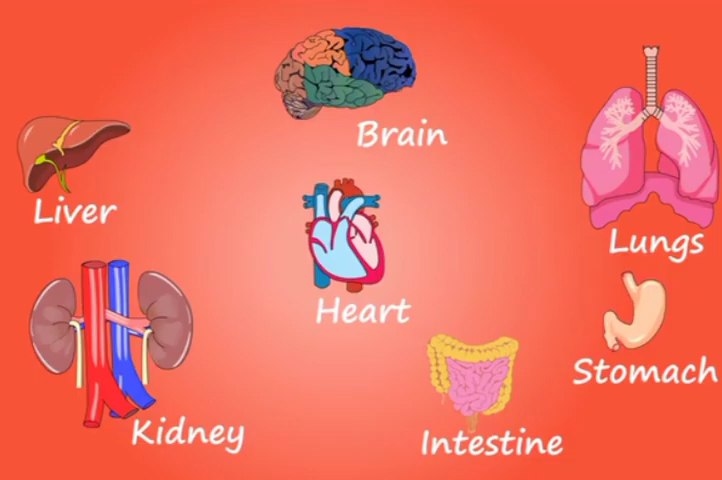 Brain
Liver
Lungs
Heart
Stomach
Kidney
Intestine